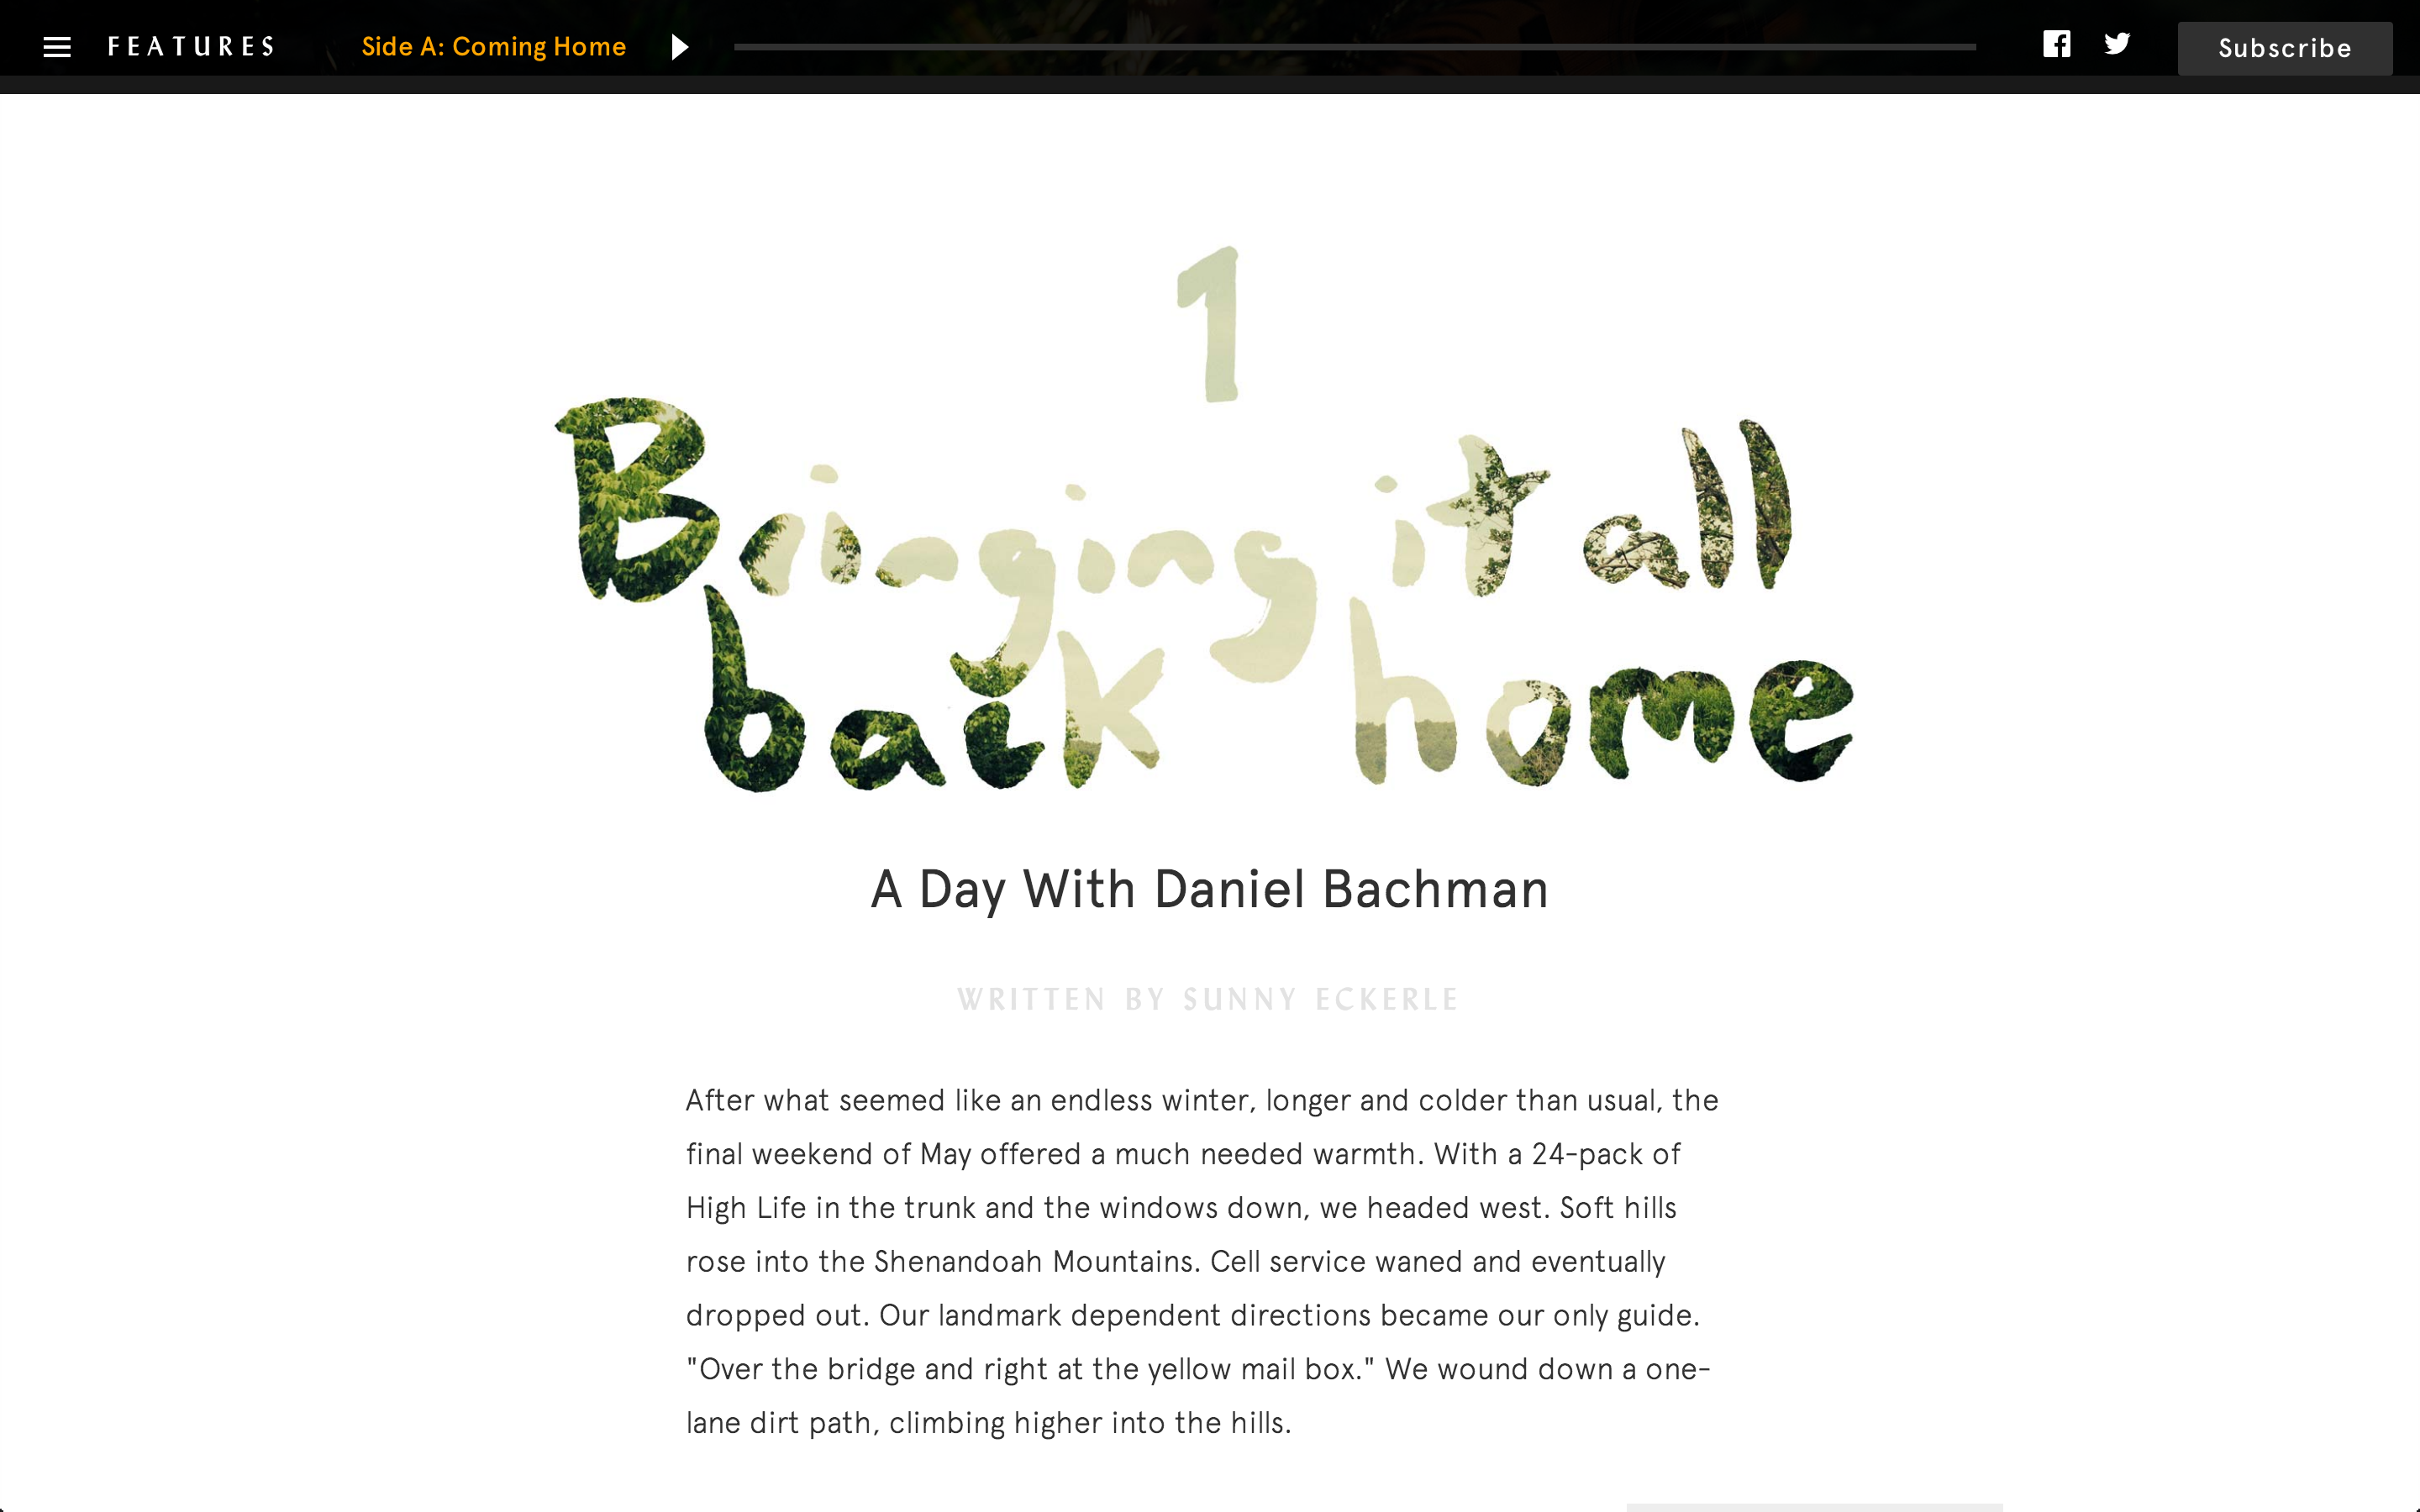 FEATURES Side A: Coming Home Subscribe
1
Bringing it all
back home
A Day With Daniel Bachman
WRITTEN BY SUNNY ECKERLE
After what seemed like an endless winter, longer and colder than usual, the
final weekend of May offered a much needed warmth. With a 24-pack of
High Life in the trunk and the windows down, we headed west. Soft hills
rose into the Shenandoah Mountains. Cell service waned and eventually
dropped out. Our landmark dependent directions became our only guide.
"Over the bridge and right at the yellow mail box." We wound down a one-
lane dirt path, climbing higher into the hills.